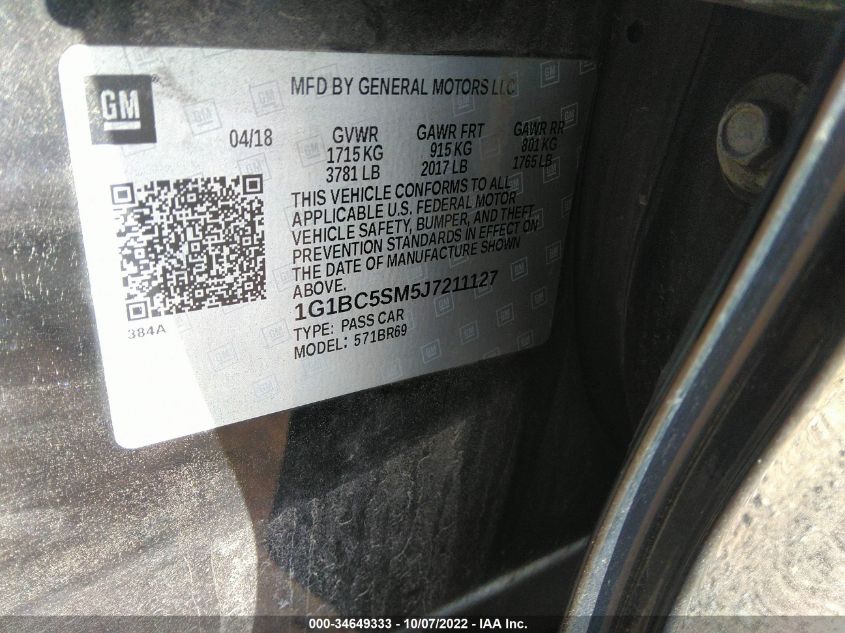 GM
MFD BY GENERAL MOTORS LLC
04/18 GVWR GAWR FRT GAWR RR
1715 KG 915 KG 801 KG
3781 LB 2017 LB 1765 LB
THIS VEHICLE CONFORMS TO ALL
APPLICABLE U.S. FEDERAL MOTOR
VEHICLE SAFETY, BUMPER, AND THEFT
PREVENTION STANDARDS IN EFFECT ON
THE DATE OF MANUFACTURE SHOWN
ABOVE.
1G1BC5SM5J7211127
TYPE: PASS CAR
MODEL: 571BR69
384A
000-34649333 - 10/07/2022 - IAA Inc.